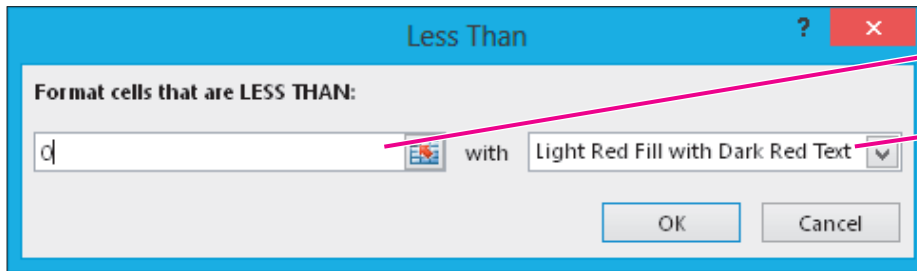 Less Than
?
Format cells that are LESS THAN:
0 with Light Red Fill with Dark Red Text
OK Cancel